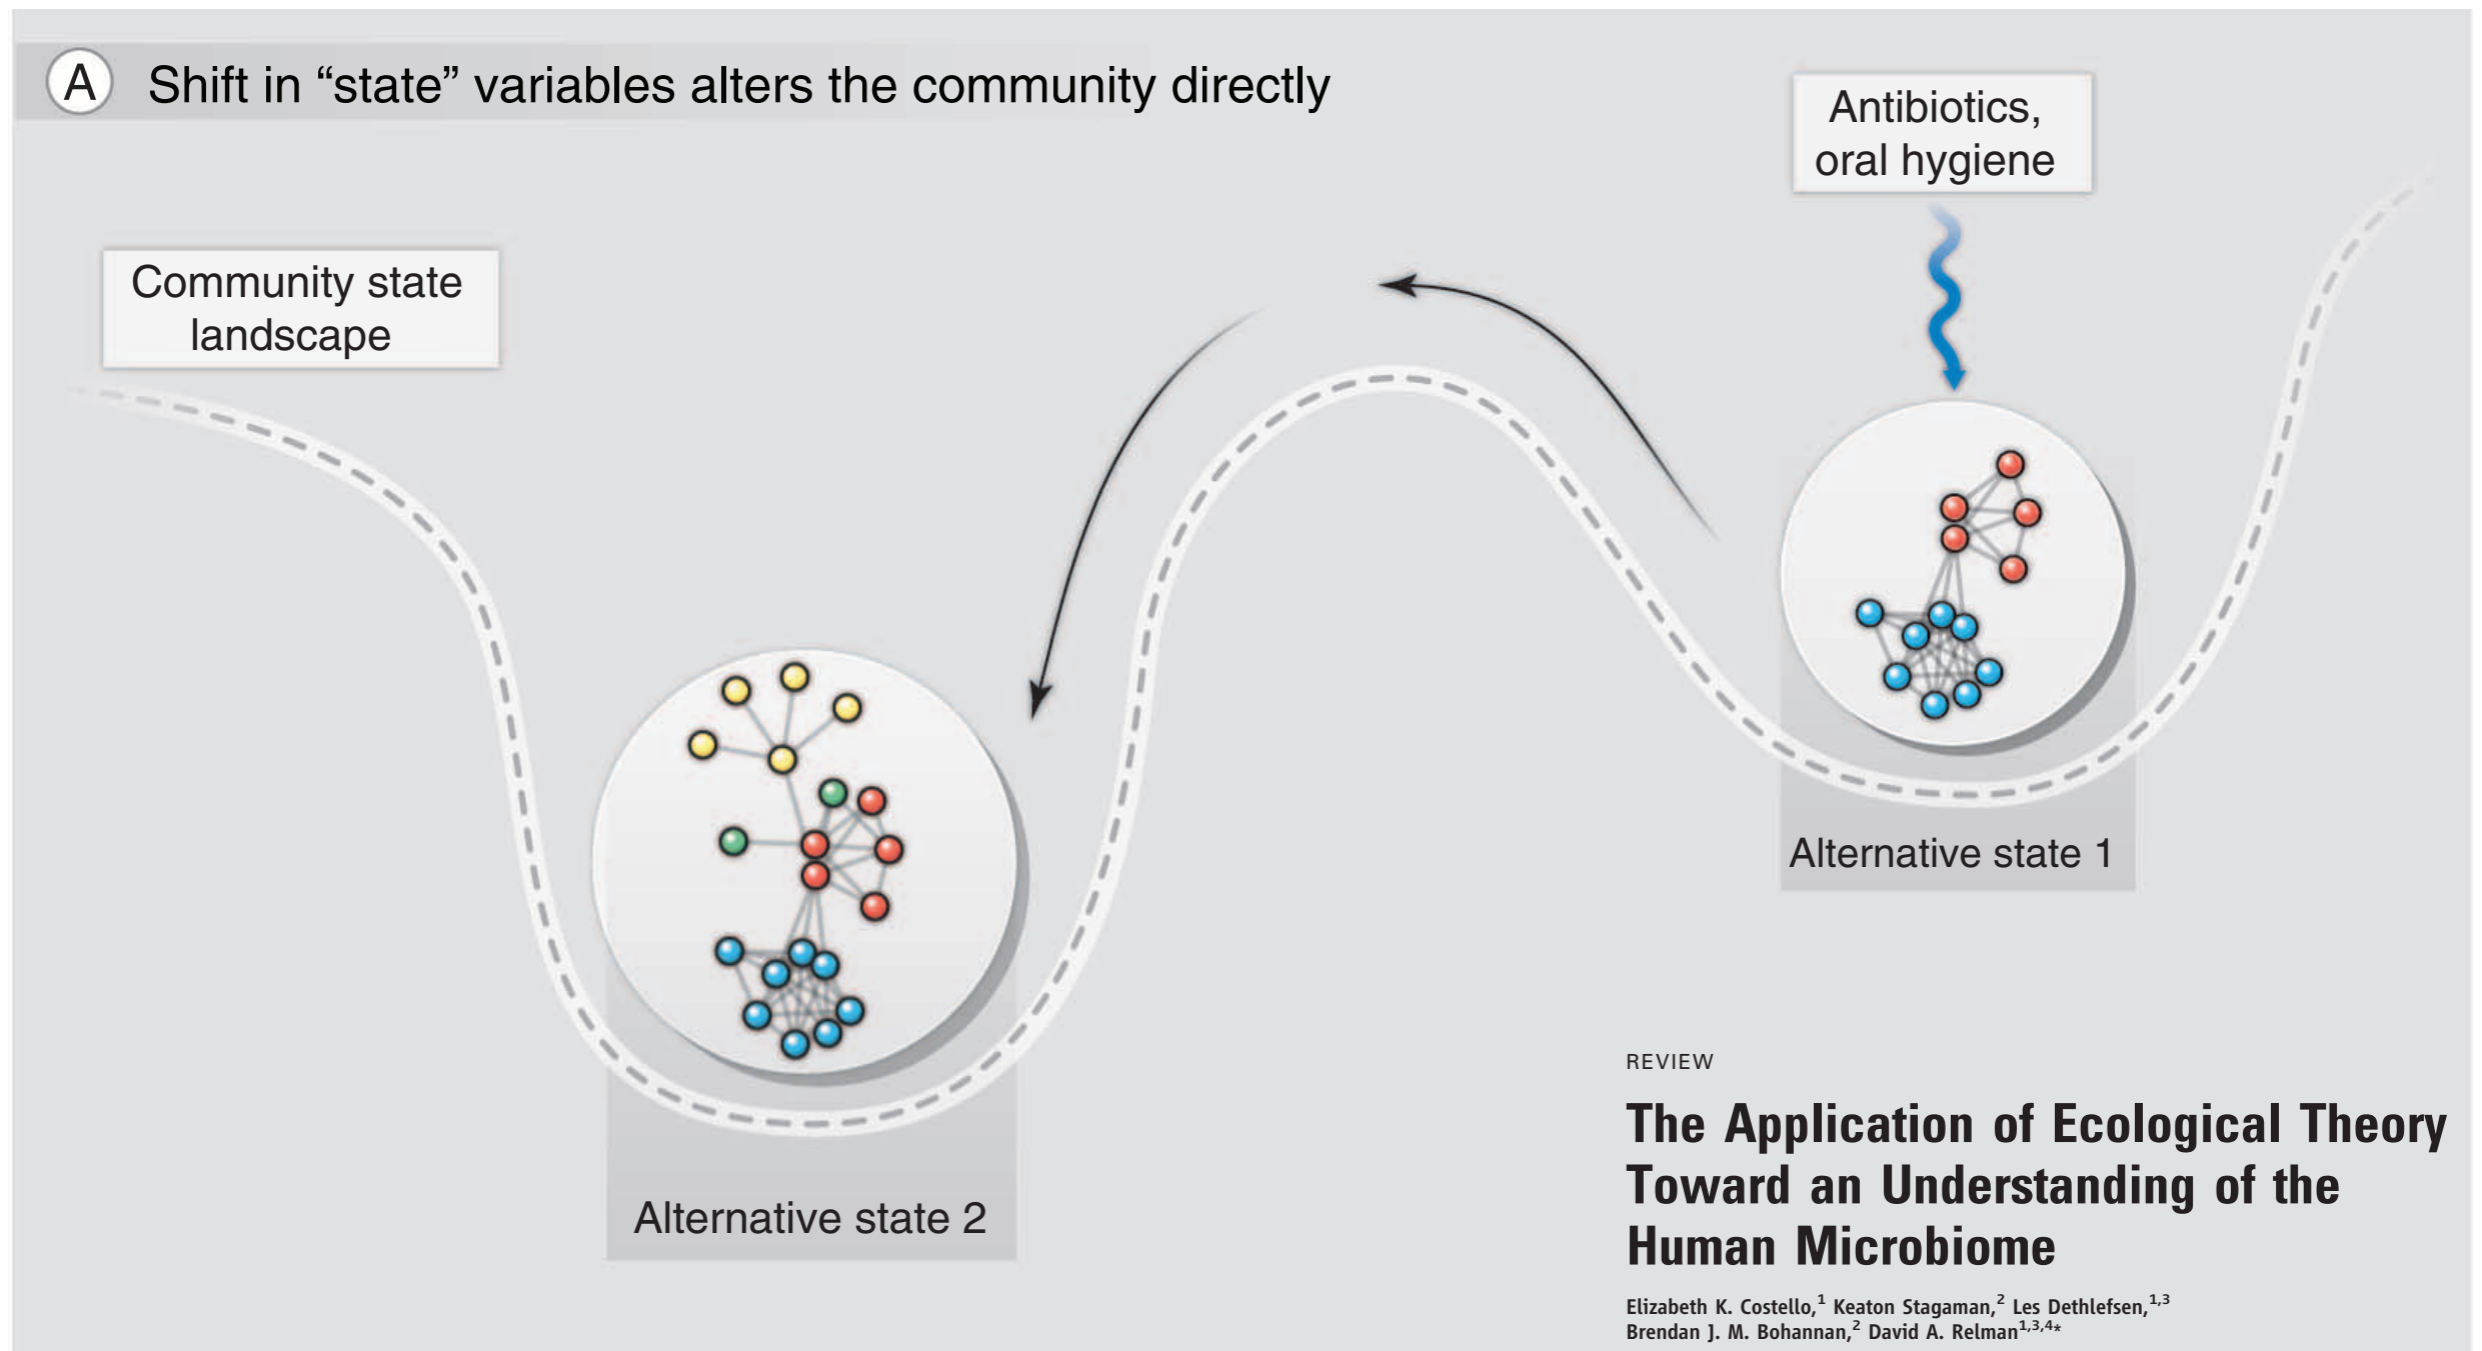 A Shift in “state” variables alters the community directly
Antibiotics,
oral hygiene
Community state
landscape
Alternative state 1
Alternative state 2
REVIEW
The Application of Ecological Theory
Toward an Understanding of the
Human Microbiome
Elizabeth K. Costello,¹ Keaton Stagaman,² Les Dethlefsen,¹,³
Brendan J. M. Bohannan,² David A. Relman¹,³,⁴*